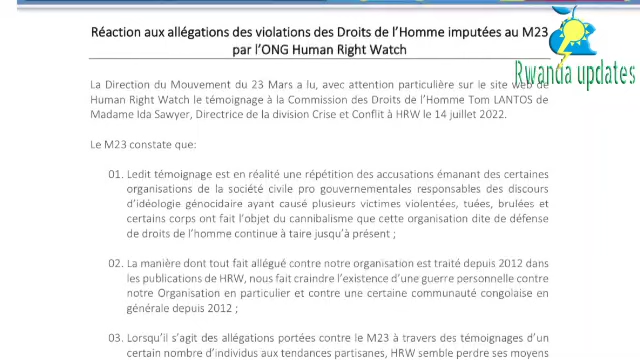 Réaction aux allégations des violations des Droits de l'Homme imputées au M23
par l'ONG Human Right Watch
Rwanda updates
La Direction du Mouvement du 23 Mars a lu, avec attention particulière sur le site web de
Human Right Watch le témoignage à la Commission des Droits de l'Homme Tom LANTOS de
Madame Ida Sawyer, Directrice de la division Crise et Conflit à HRW le 14 juillet 2022.
Le M23 constate que:
01. Ledit témoignage est en réalité une répétition des accusations émanant des certaines
organisations de la société civile pro gouvernementales responsables des discours
d'idéologie génocidaire ayant causé plusieurs victimes violentées, tuées, brulées et
certains corps ont fait l'objet du cannibalisme que cette organisation dite de défense
de droits de l'homme continue à taire jusqu'à présent ;
02. La manière dont tout fait allégué contre notre organisation est traité depuis 2012 dans
les publications de HRW, nous fait craindre l'existence d'une guerre personnelle contre
notre Organisation en particulier et contre une certaine communauté congolaise en
générale depuis 2012 ;
03. Lorsqu'il s'agit des allégations portées contre le M23 à travers des témoignages d'un
certain nombre d'individus aux tendances partisanes, HRW semble perdre ses moyens